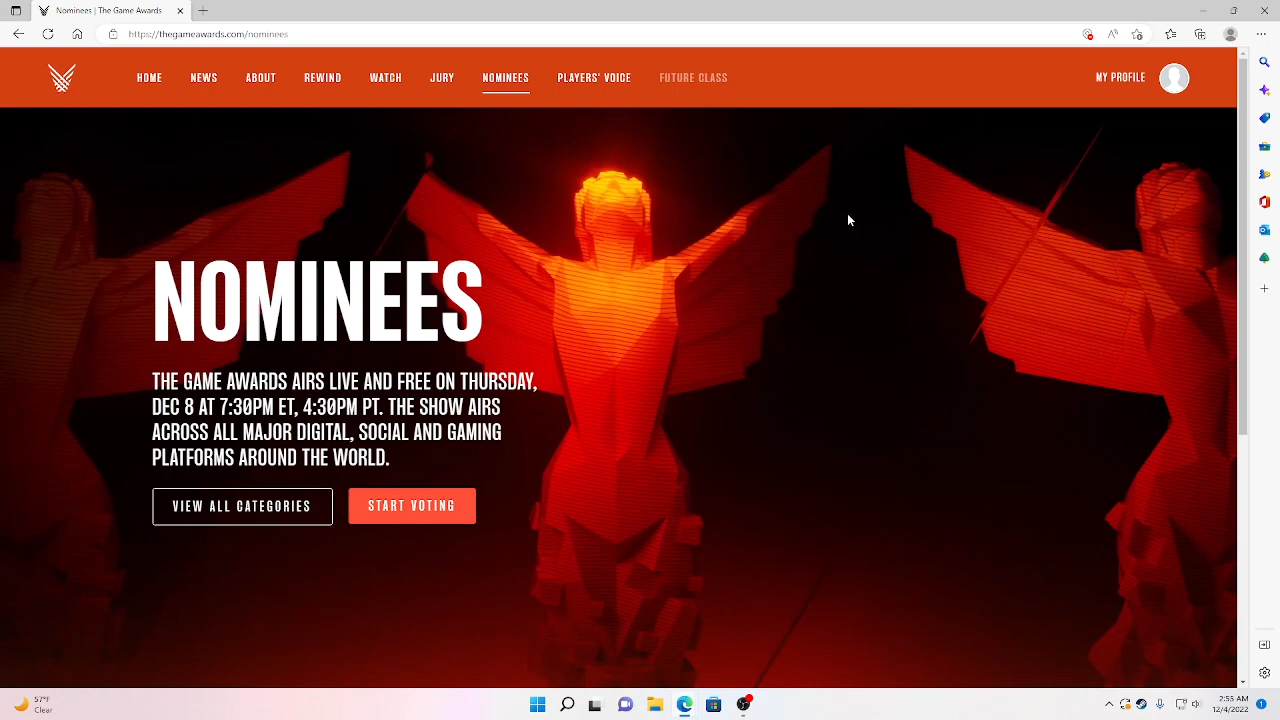 Nominees | The Game Awards
https://thegameawards.com/nominees
HOME NEWS ABOUT REWIND WATCH JURY NOMINEES PLAYERS' VOICE FUTURE CLASS MY PROFILE
NOMINEES
THE GAME AWARDS AIRS LIVE AND FREE ON THURSDAY,
DEC 8 AT 7:30PM ET, 4:30PM PT. THE SHOW AIRS
ACROSS ALL MAJOR DIGITAL, SOCIAL AND GAMING
PLATFORMS AROUND THE WORLD.
VIEW ALL CATEGORIES START VOTING
57°F
Clear
2:55 AM
12/4/2022